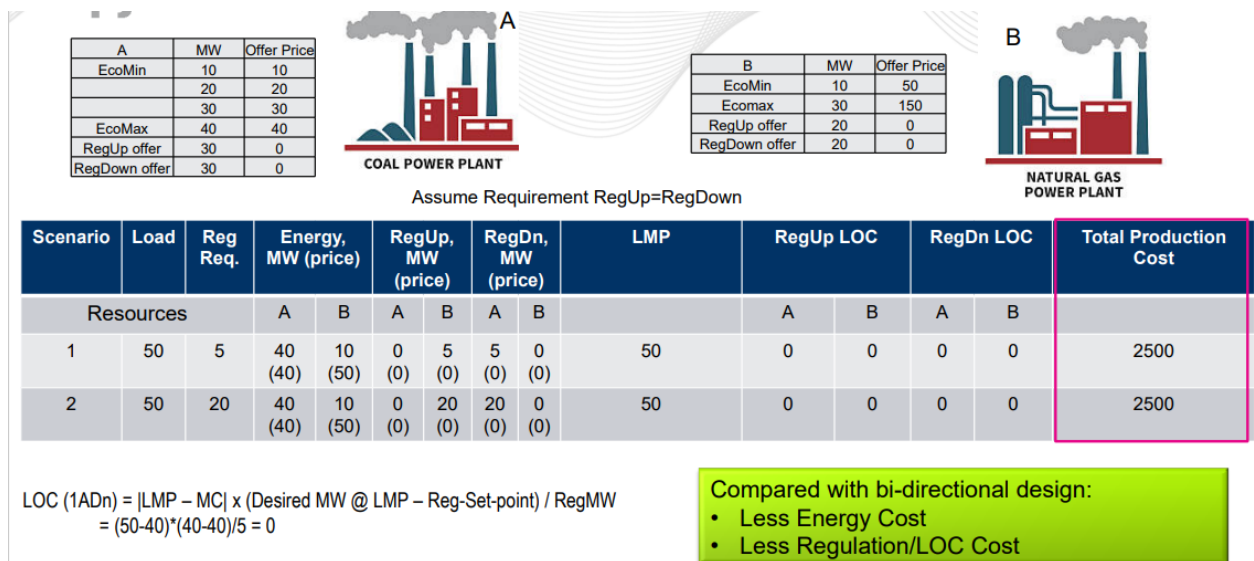 A
A MW Offer Price
EcoMin 10 10
20 20
30 30
EcoMax 40 40
RegUp offer 30 0
RegDown offer 30 0
COAL POWER PLANT
B
B MW Offer Price
EcoMin 10 50
Ecomax 30 150
RegUp offer 20 0
RegDown offer 20 0
NATURAL GAS
POWER PLANT
Assume Requirement RegUp=RegDown
Scenario Load Reg Req. Energy, MW (price) RegUp, MW (price) RegDn, MW (price) LMP RegUp LOC RegDn LOC Total Production Cost
Resources A B A B A B A B A B
1 50 5 40 (40) 10 (50) 0 (0) 5 (0) 5 (0) 0 (0) 50 0 0 0 0 2500
2 50 20 40 (40) 10 (50) 0 (0) 20 (0) 20 (0) 0 (0) 50 0 0 0 0 2500
LOC (1ADn) = |LMP – MC| x (Desired MW @ LMP – Reg-Set-point) / RegMW
= (50-40)*(40-40)/5 = 0
Compared with bi-directional design:
• Less Energy Cost
• Less Regulation/LOC Cost